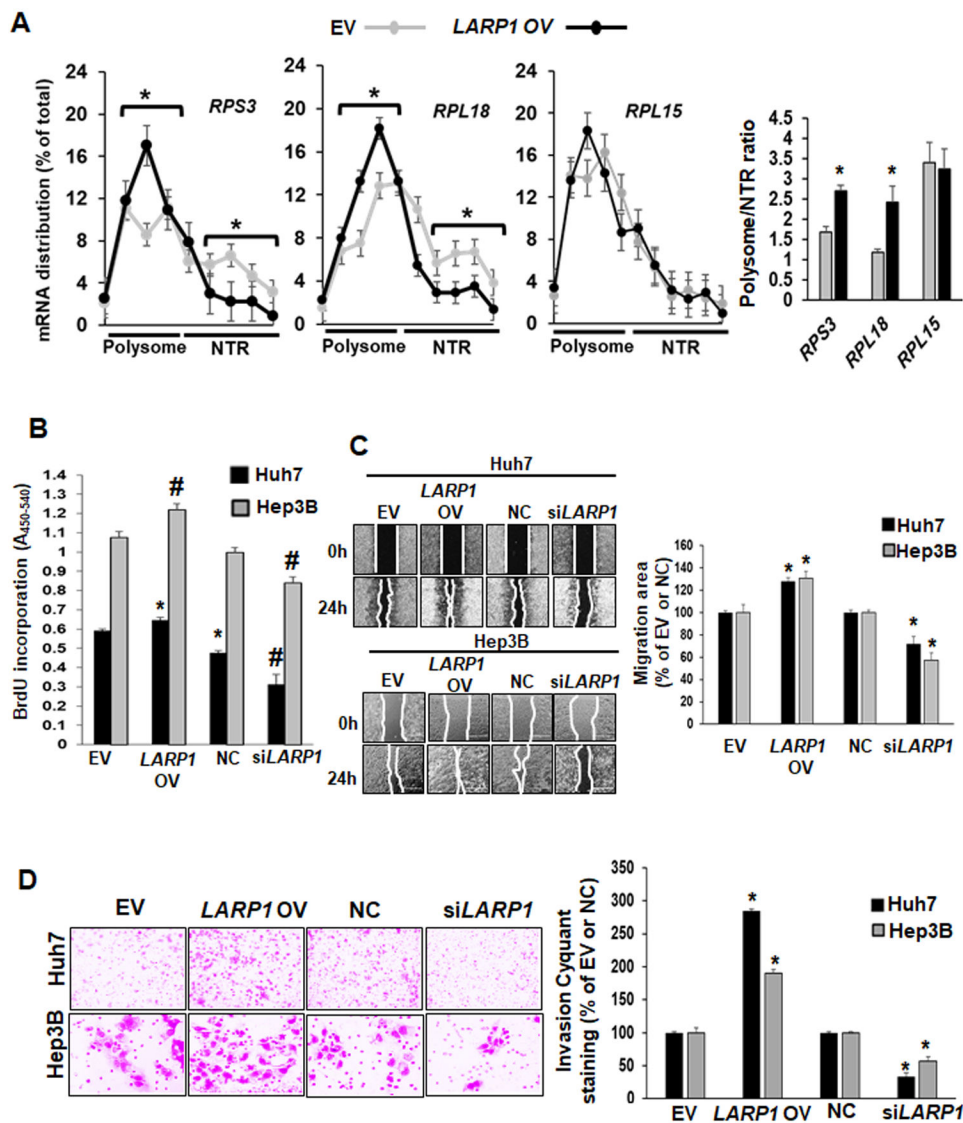 A
EV LARP1 OV
mRNA distribution (% of total)
24
20
16
12
8
4
0
RPS3
*
*
Polysome NTR
24
20
16
12
8
4
0
RPL18
*
*
Polysome NTR
24
20
16
12
8
4
0
RPL15
Polysome NTR
Polysome/NTR ratio
4.5
4
3.5
3
2.5
2
1.5
1
0.5
0
* *
RPS3 RPL18 RPL15
B
BrdU incorporation (A450-540)
1.4
1.3
1.2
1.1
1
0.9
0.8
0.7
0.6
0.5
0.4
0.3
0.2
0.1
0
Huh7
Hep3B
* # * # #
EV LARP1 OV NC siLARP1
C
Huh7
EV LARP1 OV NC siLARP1
0h
24h
Hep3B
EV LARP1 OV NC siLARP1
0h
24h
Migration area
(% of EV or NC)
160
140
120
100
80
60
40
20
0
Huh7
Hep3B
* * * *
EV LARP1 OV NC siLARP1
D
EV LARP1 OV NC siLARP1
Huh7
Hep3B
Invasion Cyquant
staining (% of EV or NC)
350
300
250
200
150
100
50
0
Huh7
Hep3B
* * * *
EV LARP1 OV NC siLARP1